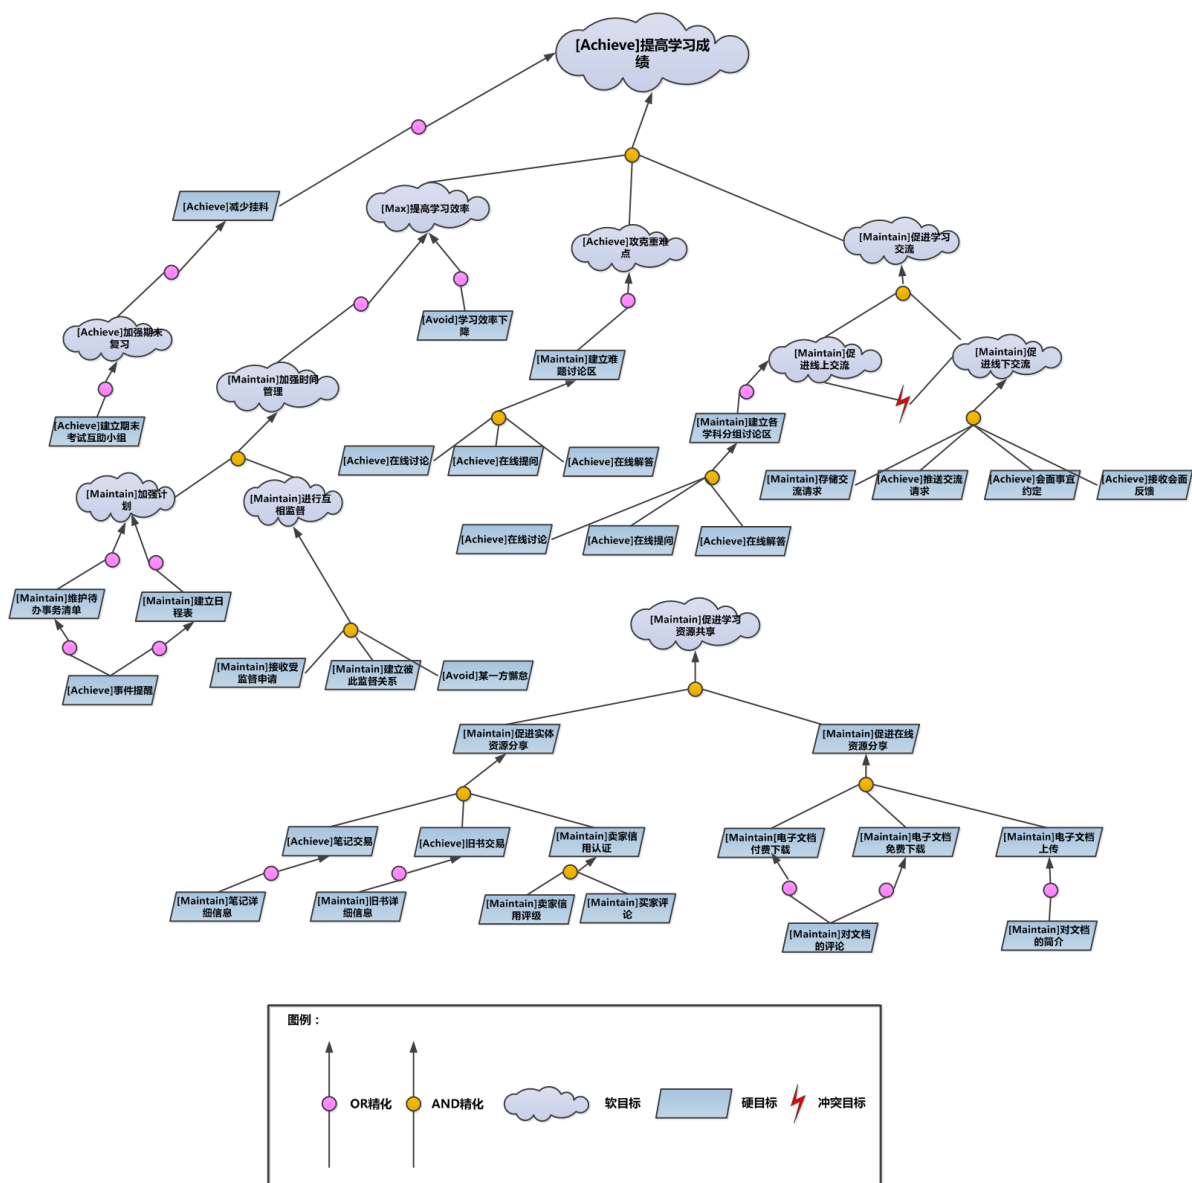 [Achieve]提高学习成
绩
[Achieve]减少挂科
[Max]提高学习效率
[Achieve]攻克重难
点
[Maintain]促进学习
交流
[Achieve]加强期末
复习
[Avoid]学习效率下
降
[Maintain]建立难
题讨论区
[Maintain]促
进线上交流
[Maintain]促
进线下交流
[Maintain]加强时间
管理
[Achieve]建立期末
考试互助小组
[Maintain]建立各
学科分组讨论区
[Achieve]在线讨论
[Achieve]在线提问
[Achieve]在线解答
[Maintain]存储交
流请求
[Achieve]推送交流
请求
[Achieve]会面事宜
约定
[Achieve]接收会面
反馈
[Maintain]加强计
划
[Maintain]进行互
相监督
[Achieve]在线讨论
[Achieve]在线提问
[Achieve]在线解答
[Maintain]维护待
办事务清单
[Maintain]建立日
程表
[Maintain]促进学习
资源共享
[Maintain]接收受
监督申请
[Maintain]建立彼
此监督关系
[Avoid]某一方懈怠
[Achieve]事件提醒
[Maintain]促进实体
资源分享
[Maintain]促进在线
资源分享
[Achieve]笔记交易
[Achieve]旧书交易
[Maintain]卖家信
用认证
[Maintain]电子文档
付费下载
[Maintain]电子文档
免费下载
[Maintain]电子文档
上传
[Maintain]笔记详
细信息
[Maintain]旧书详
细信息
[Maintain]卖家信
用评级
[Maintain]买家评
论
[Maintain]对文档
的评论
[Maintain]对文档
的简介
图例：
OR精化
AND精化
软目标
硬目标
冲突目标